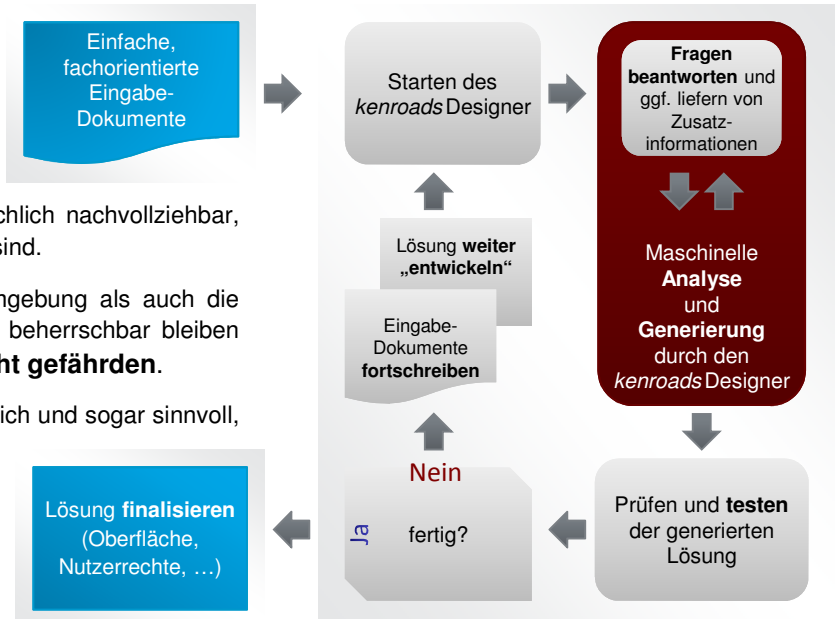 Einfache,
fachorientierte
Eingabe-
Dokumente
Starten des
kenroads Designer
Fragen
beantworten und
ggf. liefern von
Zusatz-
informationen
Maschinelle
Analyse
und
Generierung
durch den
kenroads Designer
Lösung weiter
„entwickeln“
Eingabe-
Dokumente
fortschreiben
Nein
Ja
fertig?
Prüfen und testen
der generierten
Lösung
Lösung finalisieren
(Oberfläche,
Nutzerrechte, …)
chlich nachvollziehbar,
sind.
ngebung als auch die
beherrschbar bleiben
ht gefährden.
ich und sogar sinnvoll,